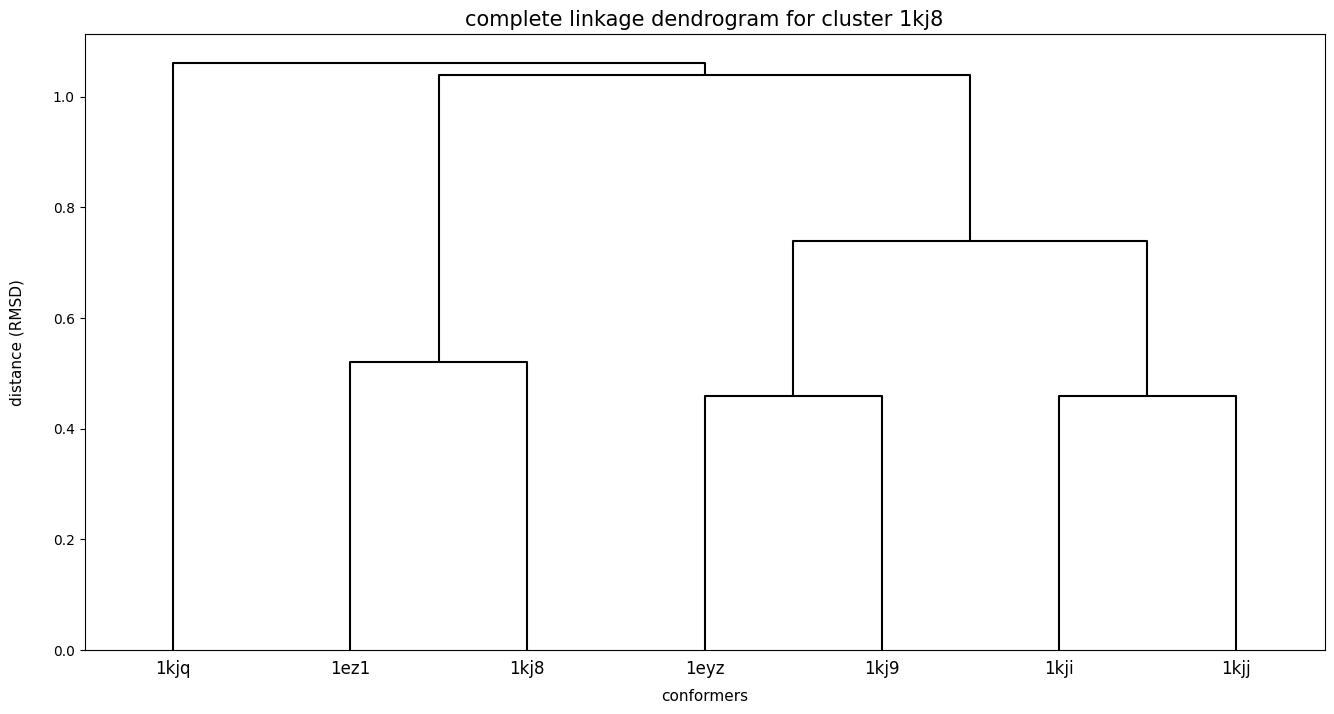 complete linkage dendrogram for cluster 1kj8
1.0
0.8
0.6
0.4
0.2
0.0
distance (RMSD)
1kjq 1ez1 1kj8 1eyz 1kj9 1kji 1kjj
conformers